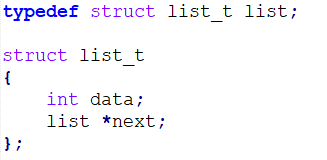 typedef struct list_t list;
struct list_t
{
    int data;
    list *next;
};